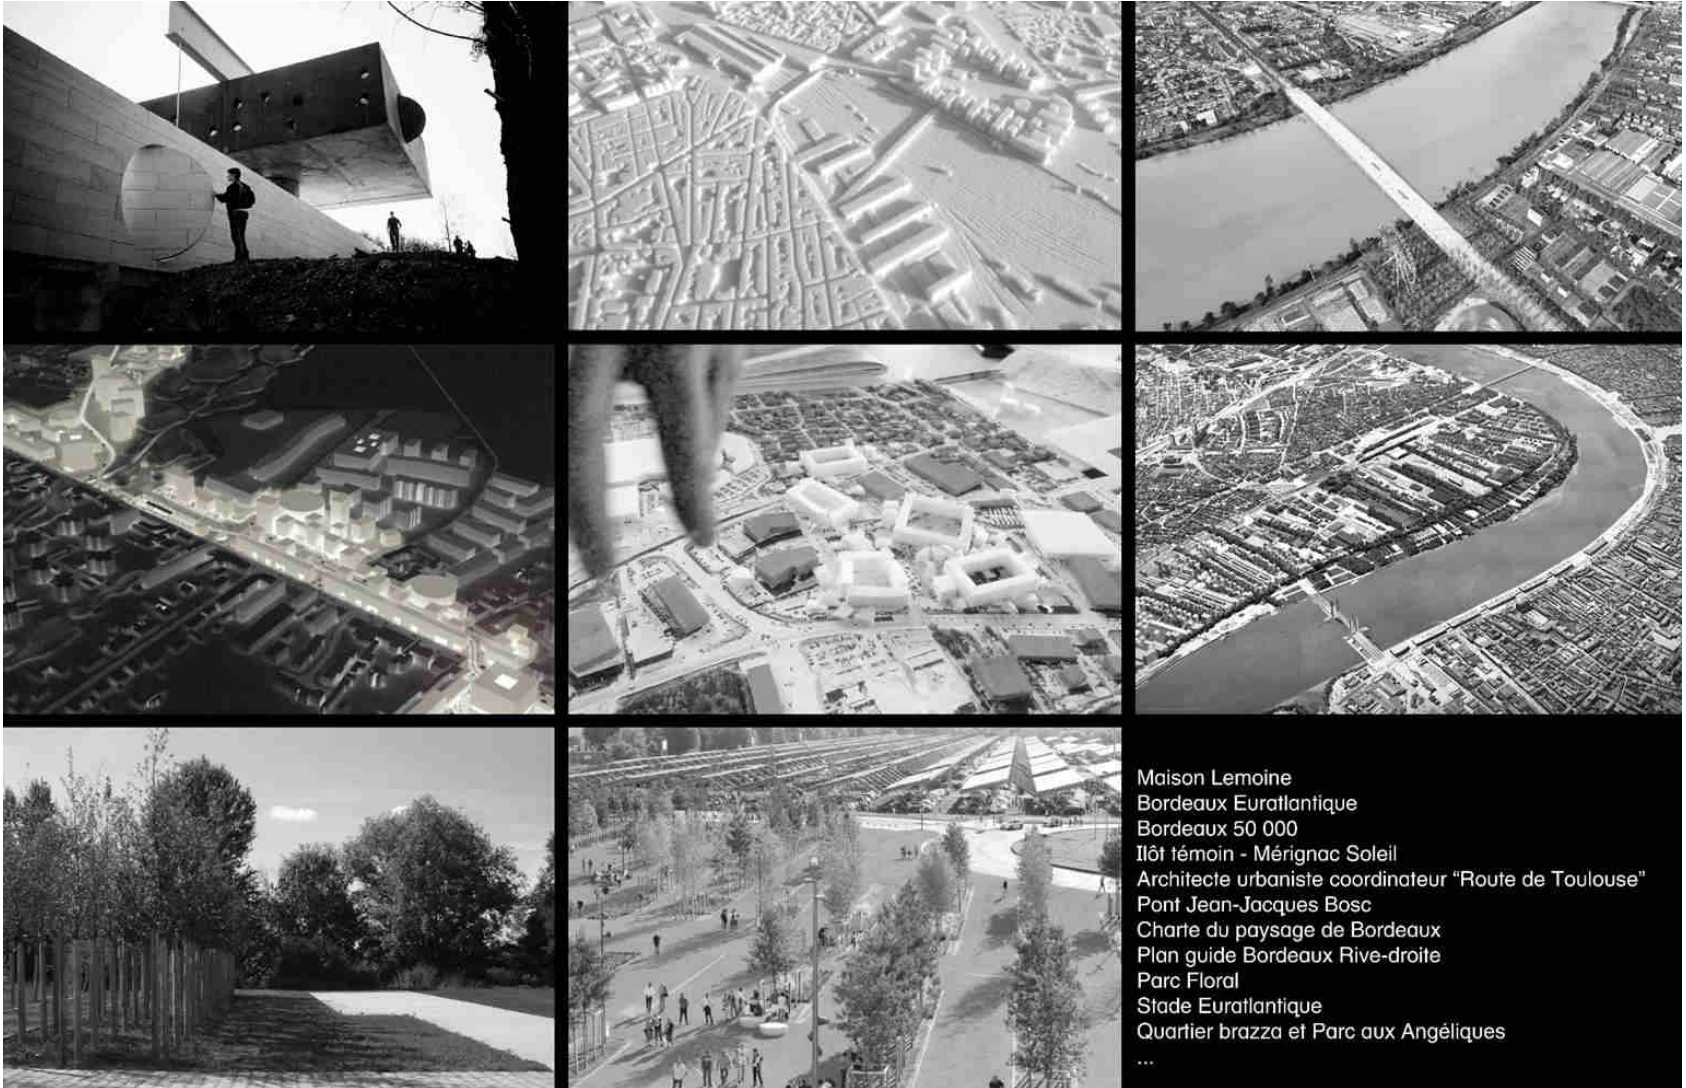 Maison Lemoine
Bordeaux Euratlantique
Bordeaux 50 000
Ilôt témoin - Mérignac Soleil
Architecte urbaniste coordinateur “Route de Toulouse”
Pont Jean-Jacques Bosc
Charte du paysage de Bordeaux
Plan guide Bordeaux Rive-droite
Parc Floral
Stade Euratlantique
Quartier brazza et Parc aux Angéliques
...